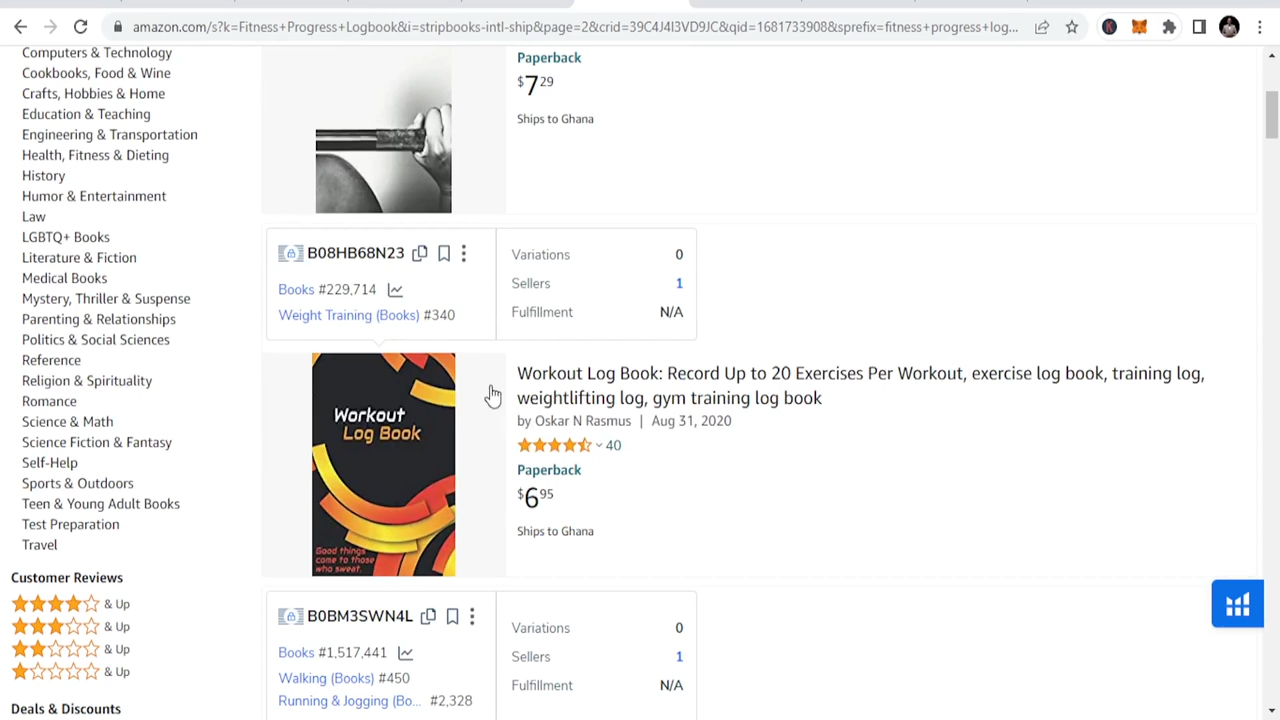 amazon.com/s?k=Fitness+Progress+Logbook&i=stripbooks-intl-ship&page=2&crid=39C4J4I3VD9JC&qid=1681733908&sprefix=fitness+progress+log...
Computers & Technology
Cookbooks, Food & Wine
Crafts, Hobbies & Home
Education & Teaching
Engineering & Transportation
Health, Fitness & Dieting
History
Humor & Entertainment
Law
LGBTQ+ Books
Literature & Fiction
Medical Books
Mystery, Thriller & Suspense
Parenting & Relationships
Politics & Social Sciences
Reference
Religion & Spirituality
Romance
Science & Math
Science Fiction & Fantasy
Self-Help
Sports & Outdoors
Teen & Young Adult Books
Test Preparation
Travel
Customer Reviews
& Up
& Up
& Up
& Up
Deals & Discounts
Paperback
$7 29
Ships to Ghana
B08HB68N23
Books #229,714
Weight Training (Books) #340
Variations 0
Sellers 1
Fulfillment N/A
Workout
Log Book
Good things
come to those
who sweat.
Workout Log Book: Record Up to 20 Exercises Per Workout, exercise log book, training log,
weightlifting log, gym training log book
by Oskar N Rasmus | Aug 31, 2020
40
Paperback
$6 95
Ships to Ghana
B0BM3SWN4L
Books #1,517,441
Walking (Books) #450
Running & Jogging (Bo... #2,328
Variations 0
Sellers 1
Fulfillment N/A